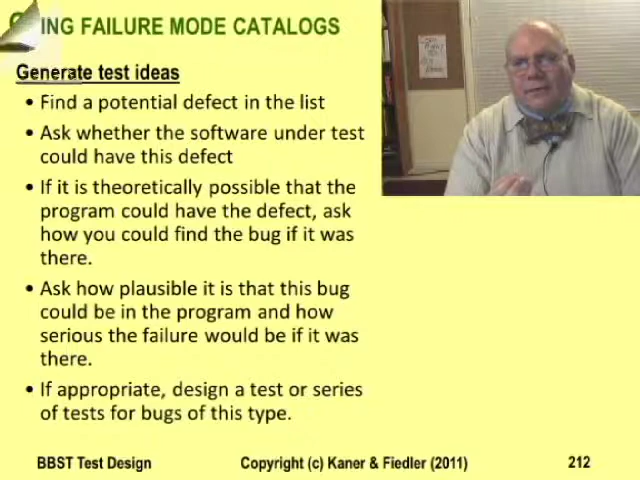 ING FAILURE MODE CATALOGS
Generate test ideas
• Find a potential defect in the list
• Ask whether the software under test
could have this defect
• If it is theoretically possible that the
program could have the defect, ask
how you could find the bug if it was
there.
• Ask how plausible it is that this bug
could be in the program and how
serious the failure would be if it was
there.
• If appropriate, design a test or series
of tests for bugs of this type.
BBST Test Design
Copyright (c) Kaner & Fiedler (2011)
212